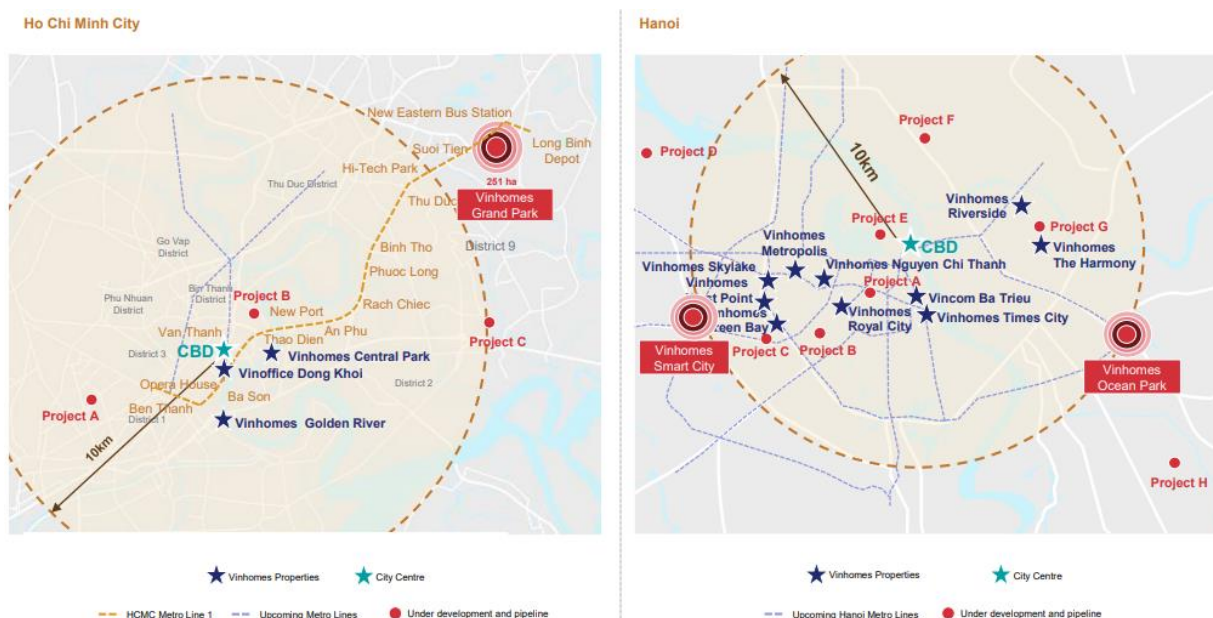 Ho Chi Minh City
New Eastern Bus Station
Suoi Tien
Long Binh
Depot
Hi-Tech Park
251 ha
Thu Duc District
Vinhomes
Grand Park
Thu Duc
Go Vap
District
Binh Tho
District 9
Phuoc Long
Bin Thanh
District
Phu Nhuan
District
Project B
Rach Chiec
New Port
Van Thanh
An Phu
Thao Dien
Project C
District 3
CBD
Vinhomes Central Park
Vinoffice Dong Khoi
District 2
Opera House
Ba Son
Project A
Ben Thanh
District 1
Vinhomes Golden River
10km
Vinhomes Properties
City Centre
HCMC Metro Line 1
Upcoming Metro Lines
Under development and pipeline
Hanoi
Project F
Project D
10km
Vinhomes
Riverside
Project E
Project G
Vinhomes
Metropolis
CBD
Vinhomes
The Harmony
Vinhomes Skylake
Vinhomes Nguyen Chi Thanh
Vinhomes
Point
Project A
Vincom Ba Trieu
Vinhomes
Royal City
Vinhomes Times City
Bay
Project C
Project B
Vinhomes
Smart City
Vinhomes
Ocean Park
Project H
Vinhomes Properties
City Centre
Upcoming Hanoi Metro Lines
Under development and pipeline